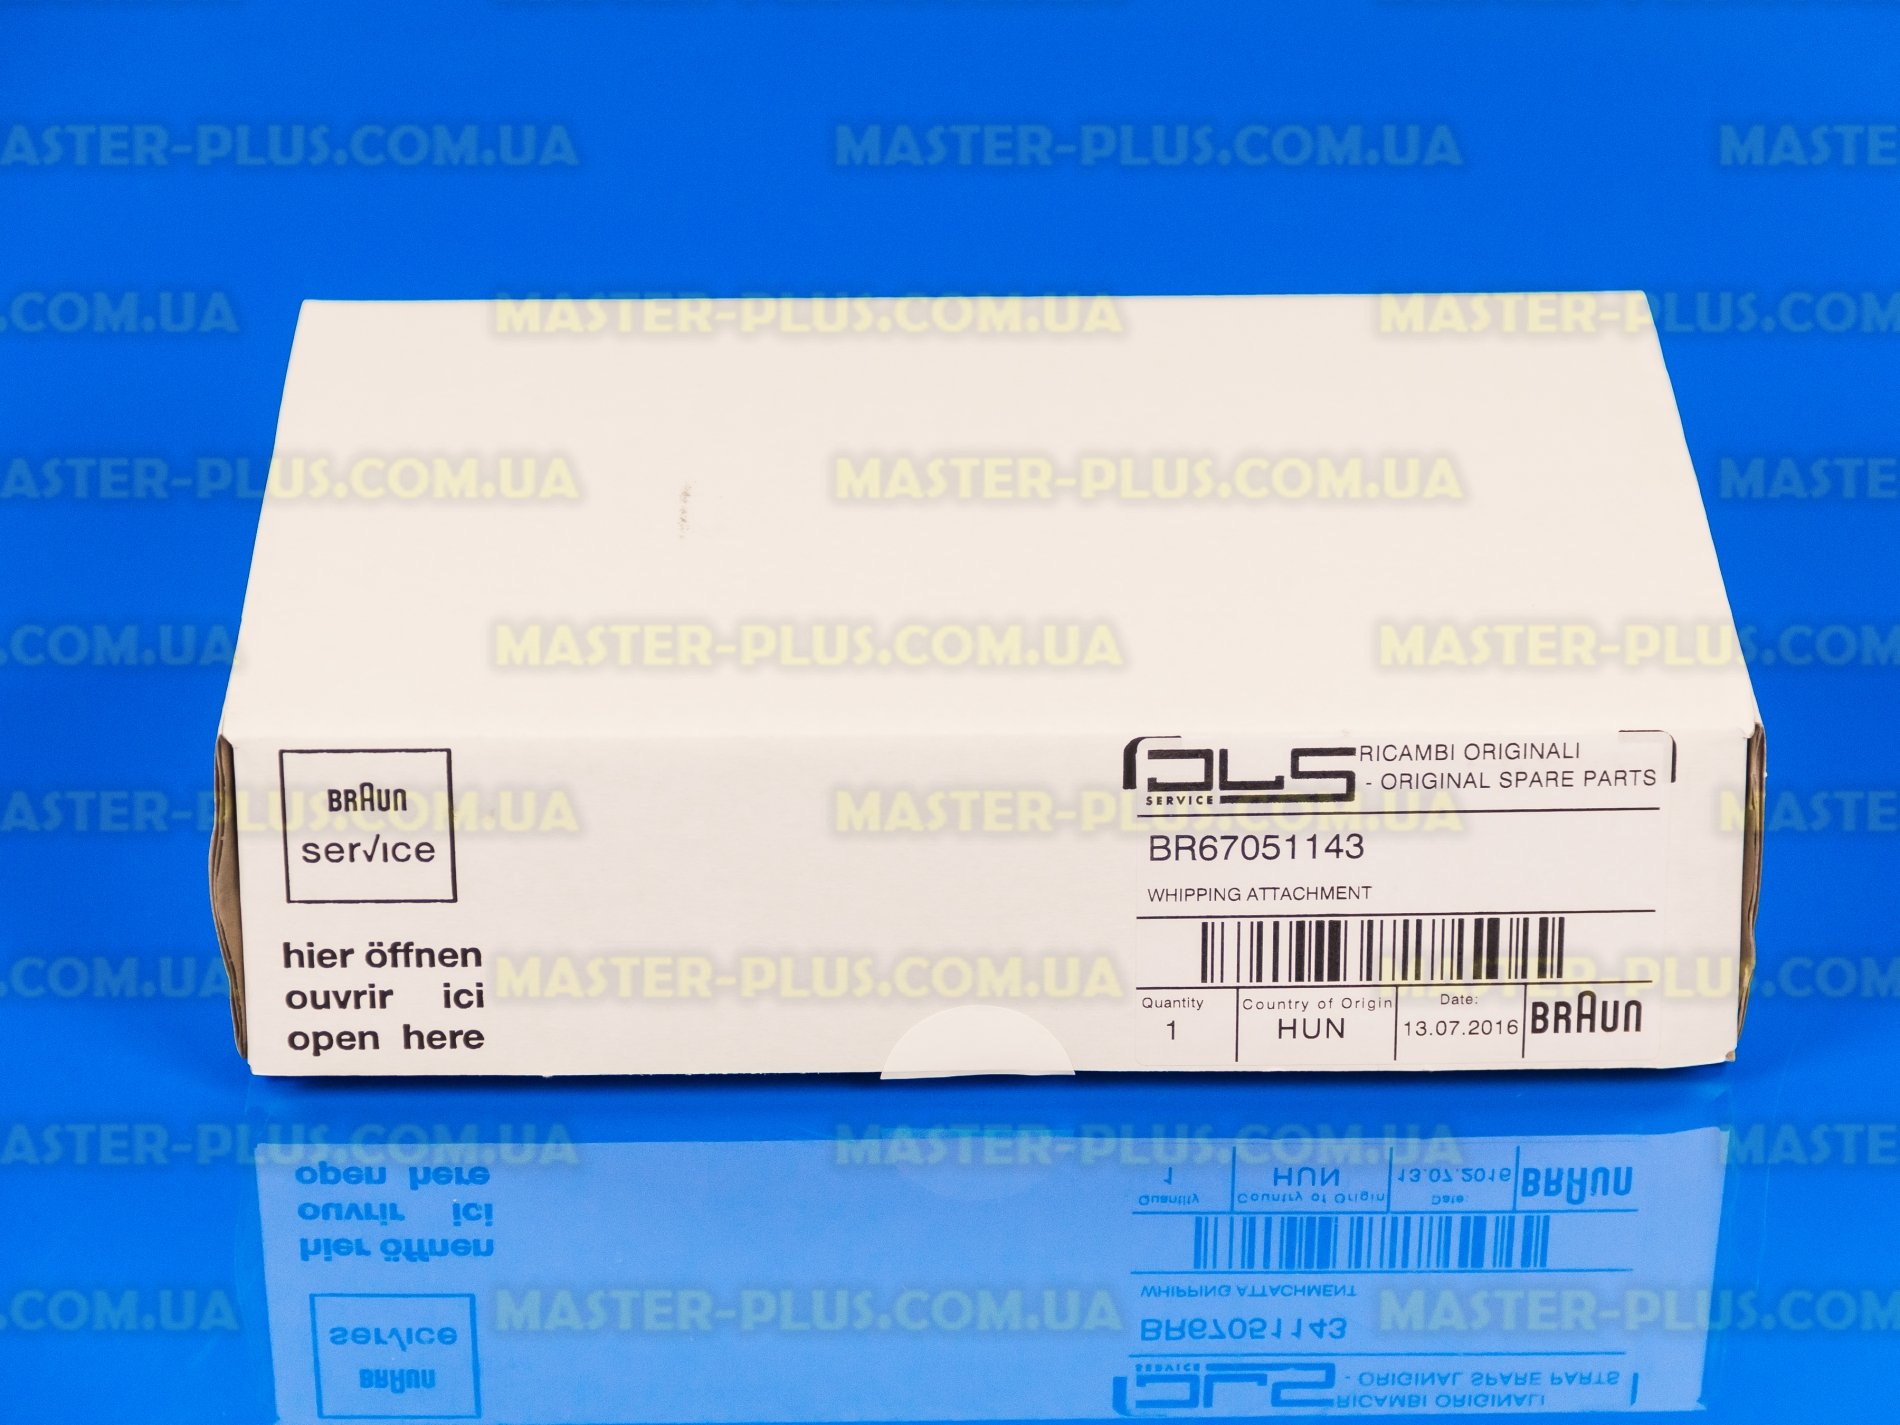 MASTER-PLUS.COM.UA
BRAUN
service
hier öffnen
ouvrir ici
open here
DLS
SERVICE
RICAMBI ORIGINALI
- ORIGINAL SPARE PARTS
BR67051143
WHIPPING ATTACHMENT
Quantity
1
Country of Origin
HUN
Date:
13.07.2016
BRAUN